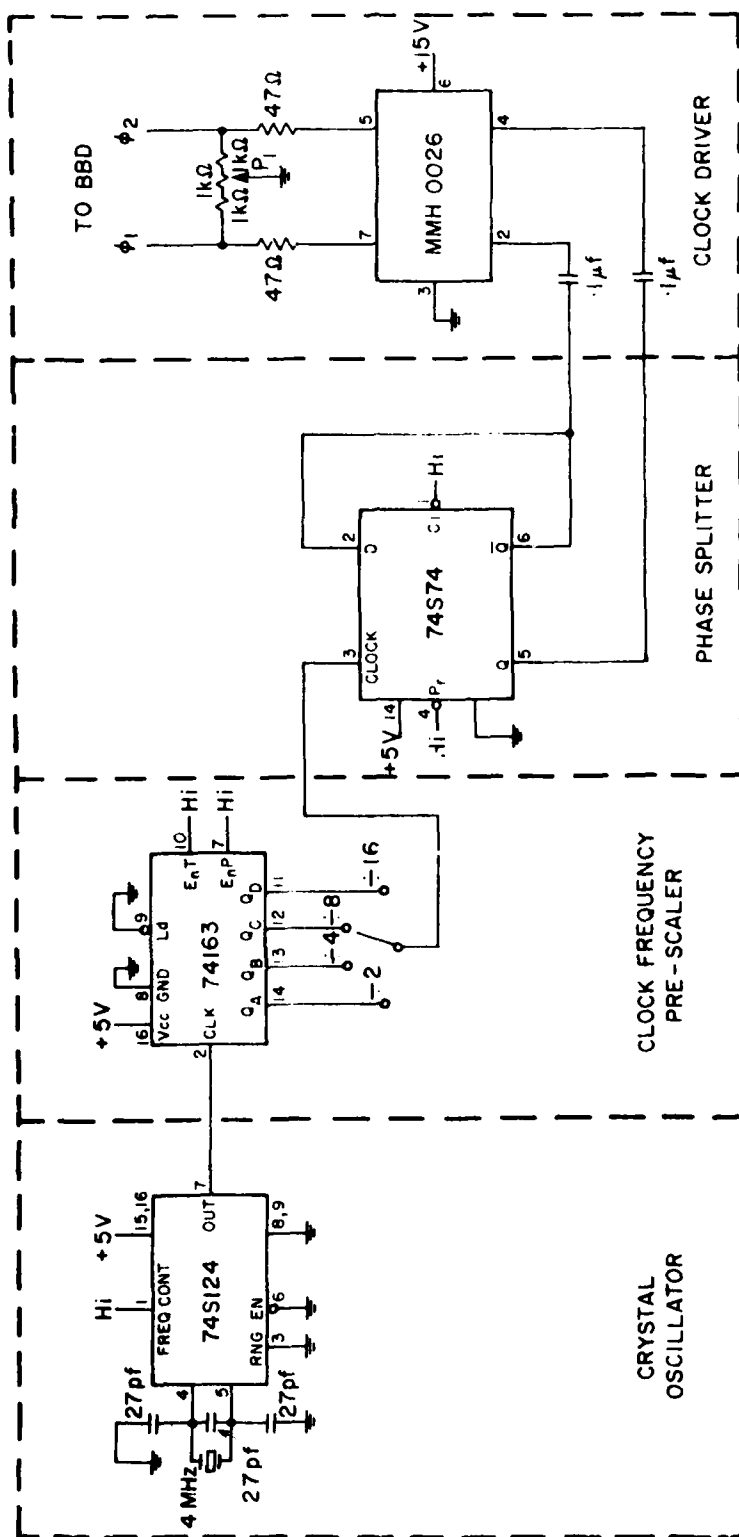 4 MHz
27pf
27pf
27pf
Hi
+5V
1
15,16
FREQ CONT
4
5
74S124
OUT
7
RNG
EN
3
6
8,9
CRYSTAL
OSCILLATOR
+5V
16
8
9
Vcc
GND
Ld
2
CLK
74163
EnT
10
Hi
EnP
7
Hi
QA
QB
QC
QD
14
13
12
11
÷2
÷4
÷8
÷16
CLOCK FREQUENCY
PRE-SCALER
3
2
CLOCK
D
+5V
14
Hi
4
Pr
74S74
Cl
1
Hi
Q
Q̅
5
6
PHASE SPLITTER
TO BBD
φ1
φ2
1kΩ
1kΩ
1kΩ
P1
47Ω
47Ω
7
5
3
MMH 0026
6
+15V
2
4
.1μf
.1μf
CLOCK DRIVER